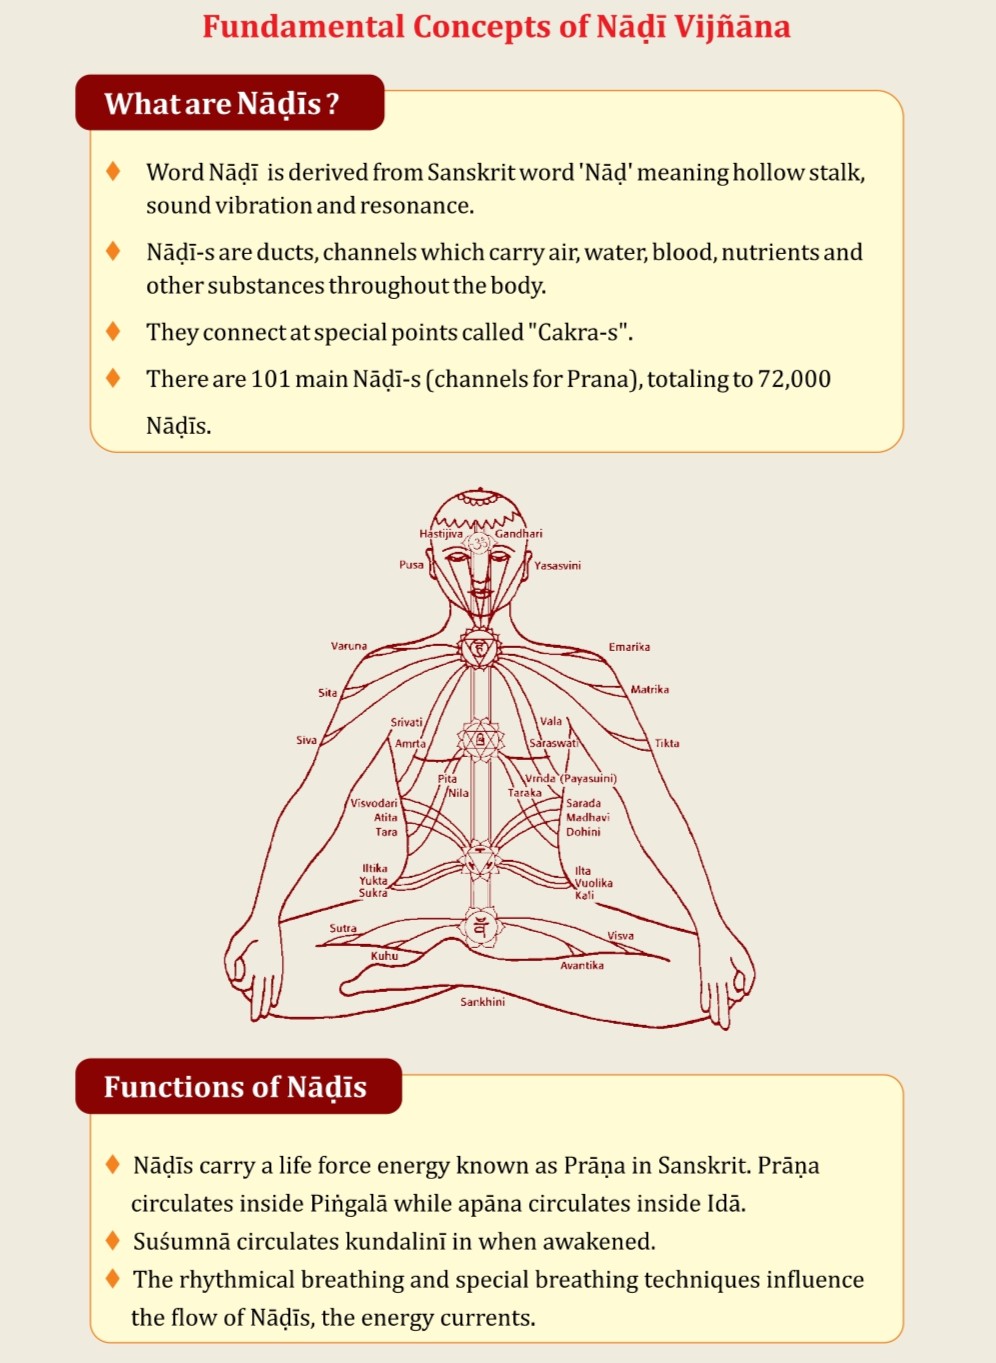 Fundamental Concepts of Nāḍī Vijñāna
What are Nāḍīs ?
♦ Word Nāḍī is derived from Sanskrit word 'Nāḍ' meaning hollow stalk,
sound vibration and resonance.
♦ Nāḍī-s are ducts, channels which carry air, water, blood, nutrients and
other substances throughout the body.
♦ They connect at special points called "Cakra-s".
♦ There are 101 main Nāḍī-s (channels for Prana), totaling to 72,000
Nāḍīs.
Hastijiva Gandhari
ॐ
Pusa Yasasvini
Varuna Emarika
Sita Matrika
Siva Tikta
Srivati Vala
Amrta Saraswati
Pita Vrnda (Payasuini)
Nila Taraka
Visvodari Sarada
Atita Madhavi
Tara Dohini
Iltika Ilta
Yukta Vuolika
Sukra Kali
Sutra Visva
Kuhu Avantika
Sankhini
Functions of Nāḍīs
♦ Nāḍīs carry a life force energy known as Prāṇa in Sanskrit. Prāṇa
circulates inside Piṅgalā while apāna circulates inside Idā.
♦ Suśumnā circulates kundalinī in when awakened.
♦ The rhythmical breathing and special breathing techniques influence
the flow of Nāḍīs, the energy currents.